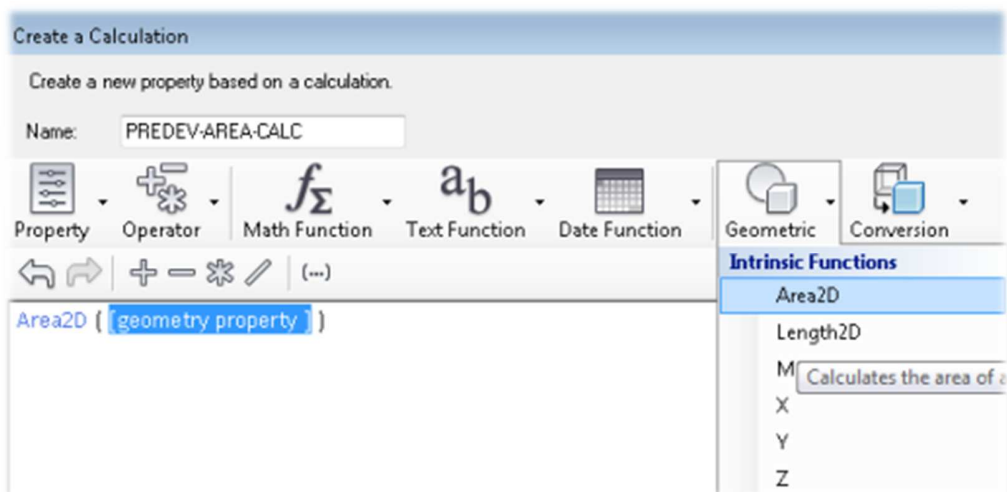 Create a Calculation
Create a new property based on a calculation.
Name: PREDEV-AREA-CALC
Property Operator Math Function Text Function Date Function Geometric Conversion
(...)
Intrinsic Functions
Area2D
Area2D ( [geometry property ] )
Length2D
M
Calculates the area of a
X
Y
Z